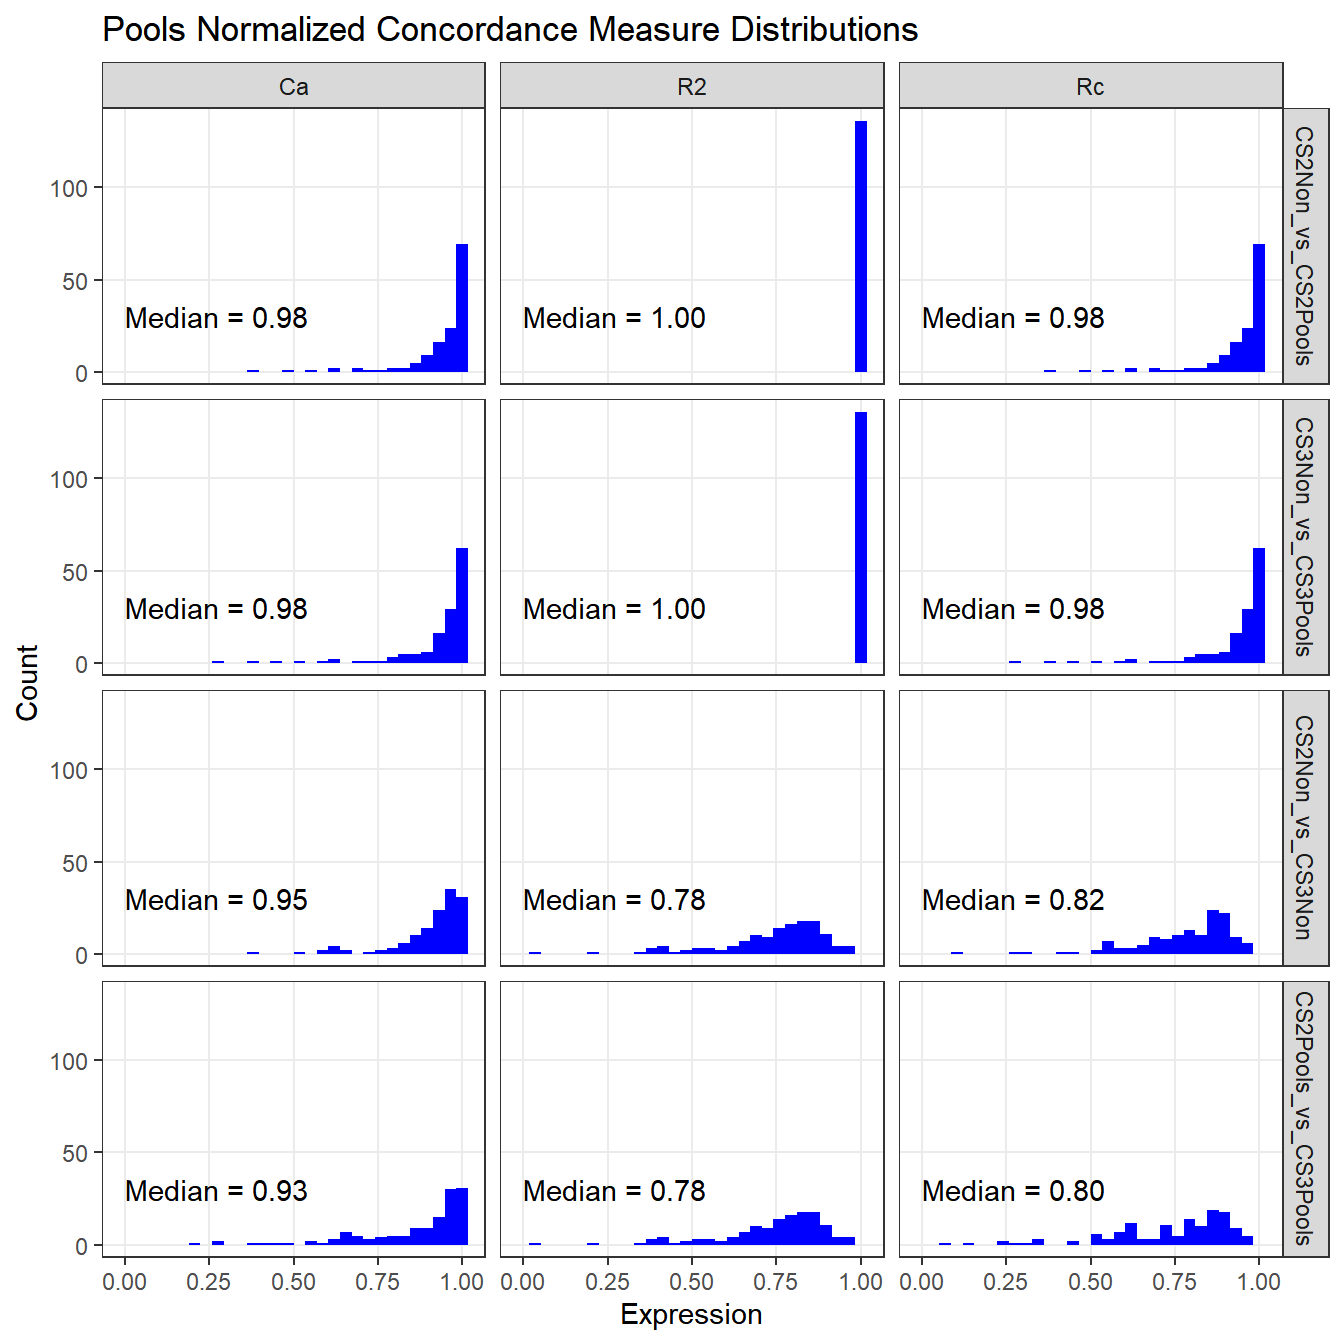 Pools Normalized Concordance Measure Distributions
Ca R2 Rc
100
50
0
Median = 0.98
Median = 1.00
Median = 0.98
CS2Non_vs_CS2Pools
100
50
0
Median = 0.98
Median = 1.00
Median = 0.98
CS3Non_vs_CS3Pools
Count
100
50
0
Median = 0.95
Median = 0.78
Median = 0.82
CS2Non_vs_CS3Non
100
50
0
Median = 0.93
Median = 0.78
Median = 0.80
CS2Pools_vs_CS3Pools
0.00 0.25 0.50 0.75 1.00 0.00 0.25 0.50 0.75 1.00 0.00 0.25 0.50 0.75 1.00
Expression